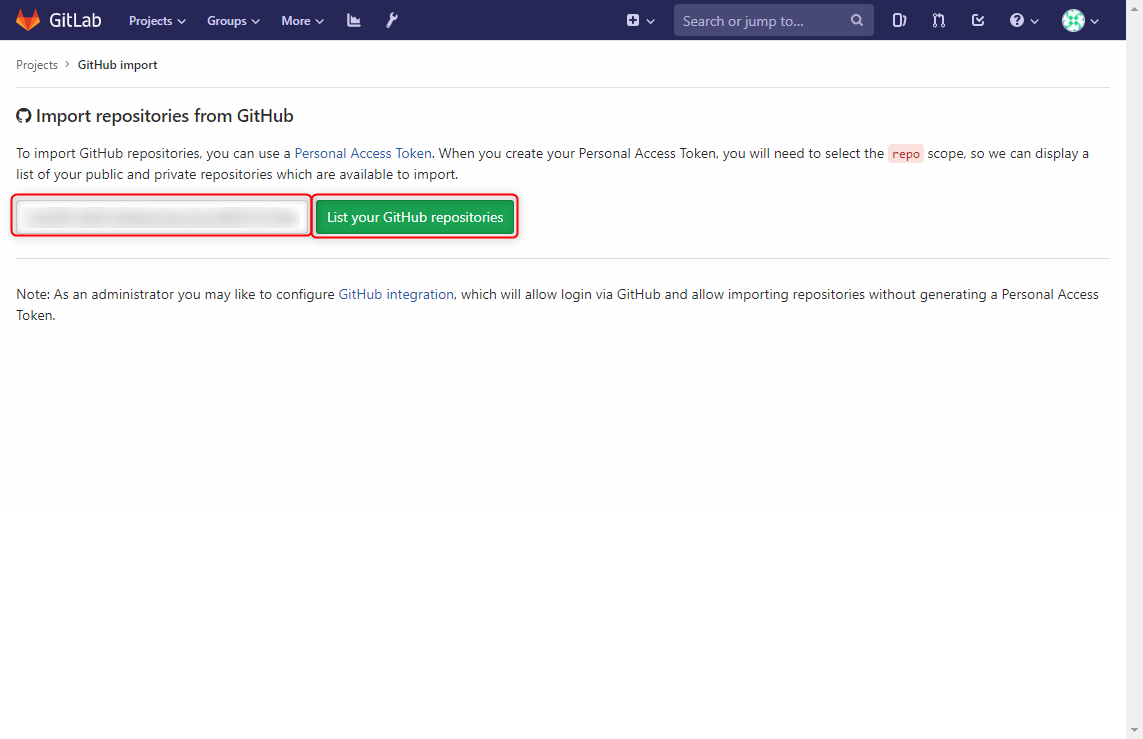 GitLab Projects Groups More Search or jump to...
Projects › GitHub import
Import repositories from GitHub
To import GitHub repositories, you can use a Personal Access Token. When you create your Personal Access Token, you will need to select the repo scope, so we can display a
list of your public and private repositories which are available to import.
List your GitHub repositories
Note: As an administrator you may like to configure GitHub integration, which will allow login via GitHub and allow importing repositories without generating a Personal Access
Token.